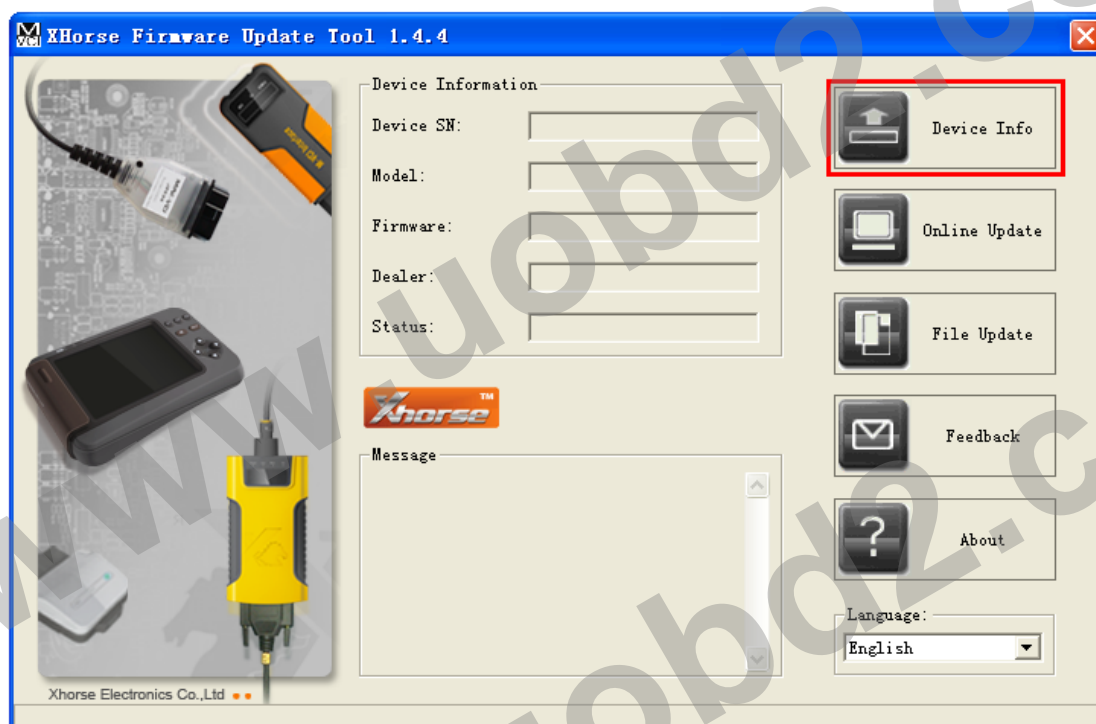 XHorse Firmware Update Tool 1.4.4
Device Information
Device SN:
Model:
Firmware:
Dealer:
Status:
Xhorse TM
Message
Device Info
Online Update
File Update
Feedback
About
Language:
English
Xhorse Electronics Co.,Ltd
www.uobd2.c